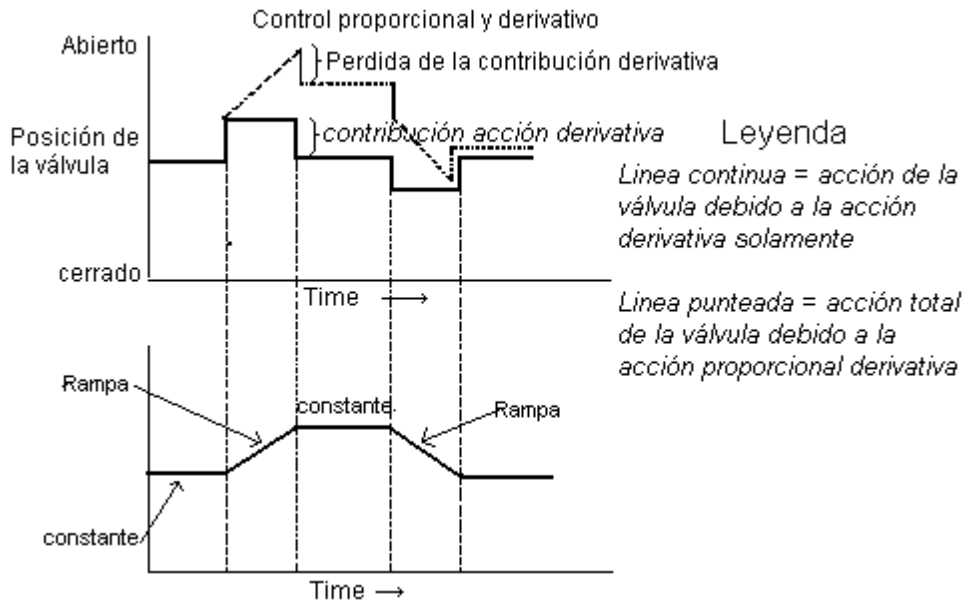 Control proporcional y derivativo
Abierto
Perdida de la contribución derivativa
Posición de
la válvula
contribución acción derivativa
Leyenda
Linea continua = acción de la
válvula debido a la acción
derivativa solamente
cerrado
Time
Linea punteada = acción total
de la válvula debido a la
acción proporcional derivativa
Rampa
constante
Rampa
constante
Time